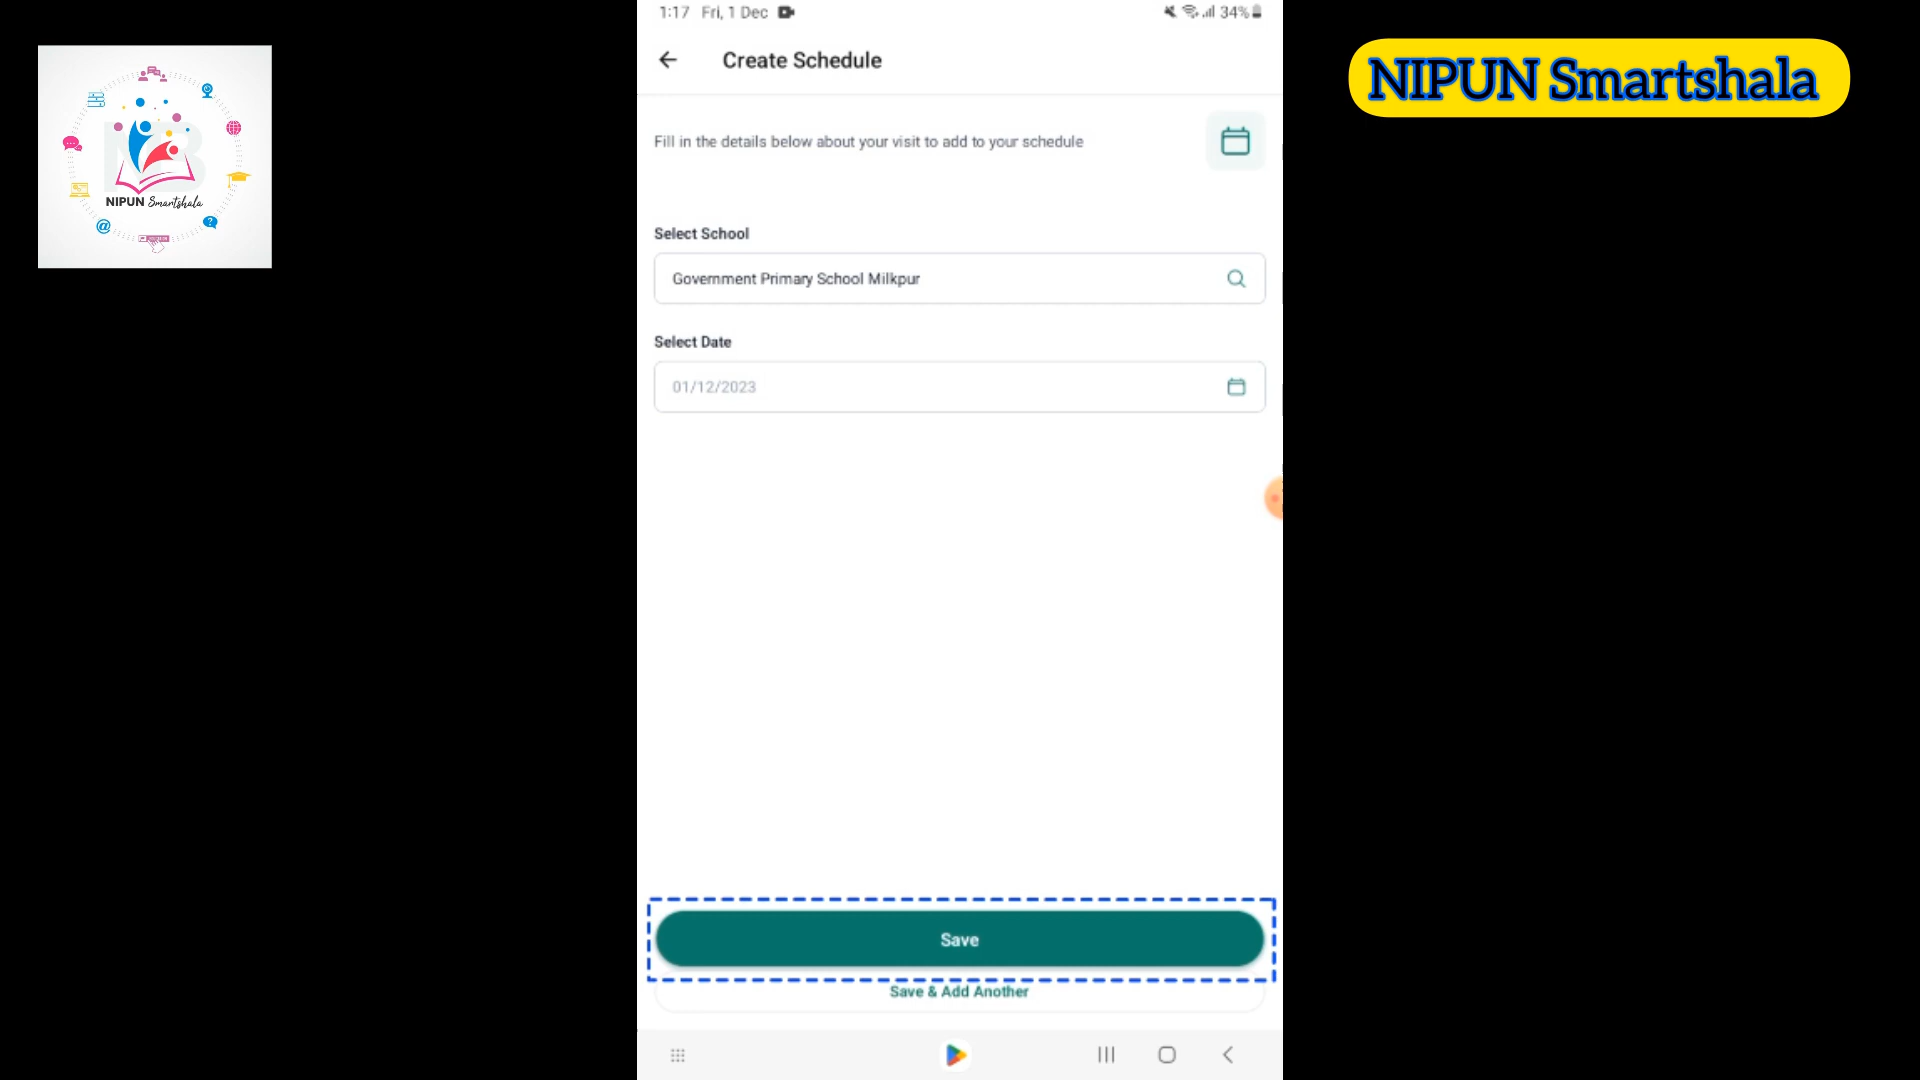 1:17 Fri, 1 Dec
34%
NIPUN Smartshala
Create Schedule
Fill in the details below about your visit to add to your schedule
NIPUN Smartshala
Select School
Government Primary School Milkpur
Select Date
01/12/2023
Save
Save & Add Another